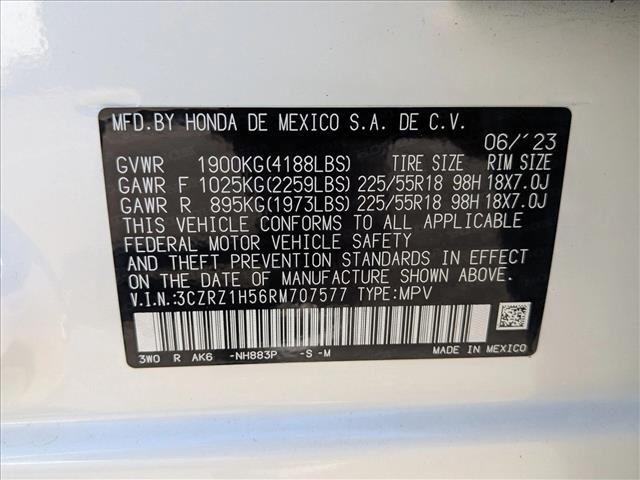 MFD.BY HONDA DE MEXICO S.A. DE C.V.
06/'23
GVWR 1900KG(4188LBS) TIRE SIZE RIM SIZE
GAWR F 1025KG(2259LBS) 225/55R18 98H 18X7.0J
GAWR R 895KG(1973LBS) 225/55R18 98H 18X7.0J
THIS VEHICLE CONFORMS TO ALL APPLICABLE
FEDERAL MOTOR VEHICLE SAFETY
AND THEFT PREVENTION STANDARDS IN EFFECT
ON THE DATE OF MANUFACTURE SHOWN ABOVE.
V.I.N.:3CZRZ1H56RM707577 TYPE:MPV
3WO R AK6 -NH883P -S-M MADE IN MEXICO